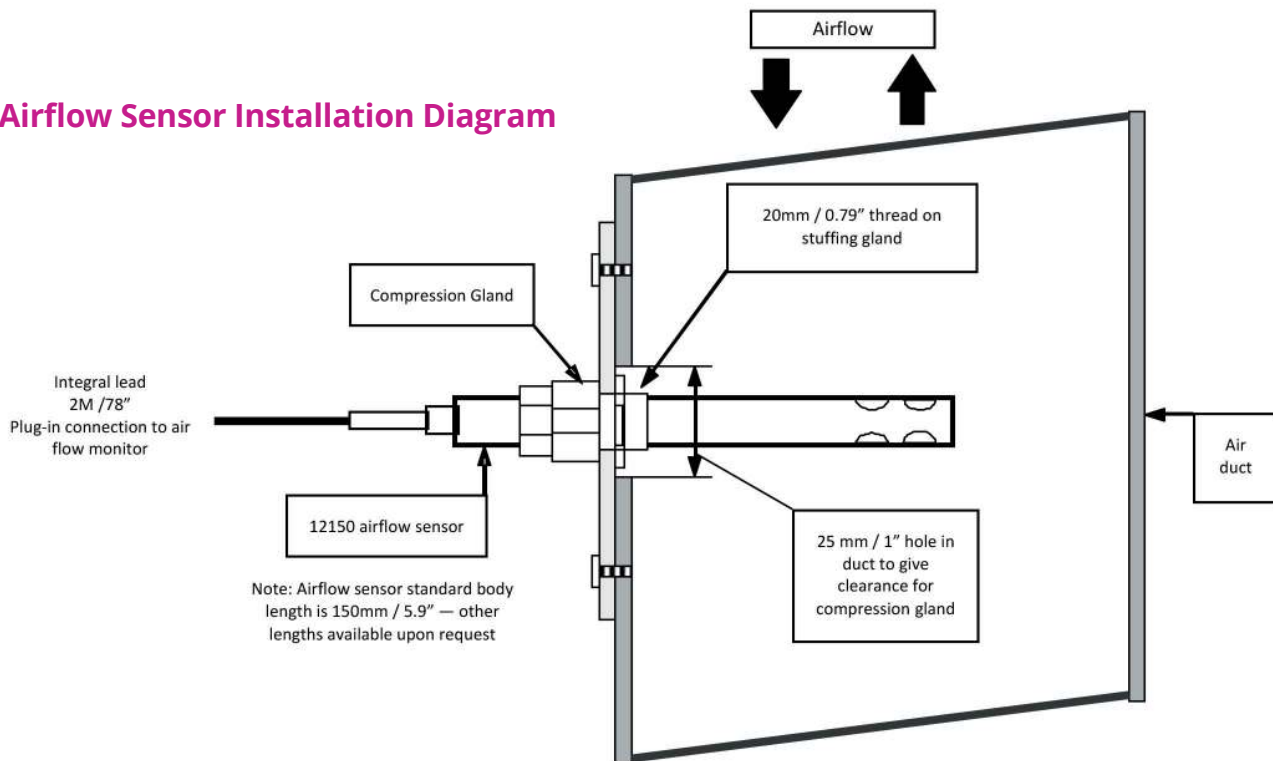 Airflow
Airflow Sensor Installation Diagram
20mm / 0.79” thread on
stuffing gland
Compression Gland
Integral lead
2M /78”
Plug-in connection to air
flow monitor
Air
duct
12150 airflow sensor
25 mm / 1” hole in
duct to give
clearance for
compression gland
Note: Airflow sensor standard body
length is 150mm / 5.9” — other
lengths available upon request